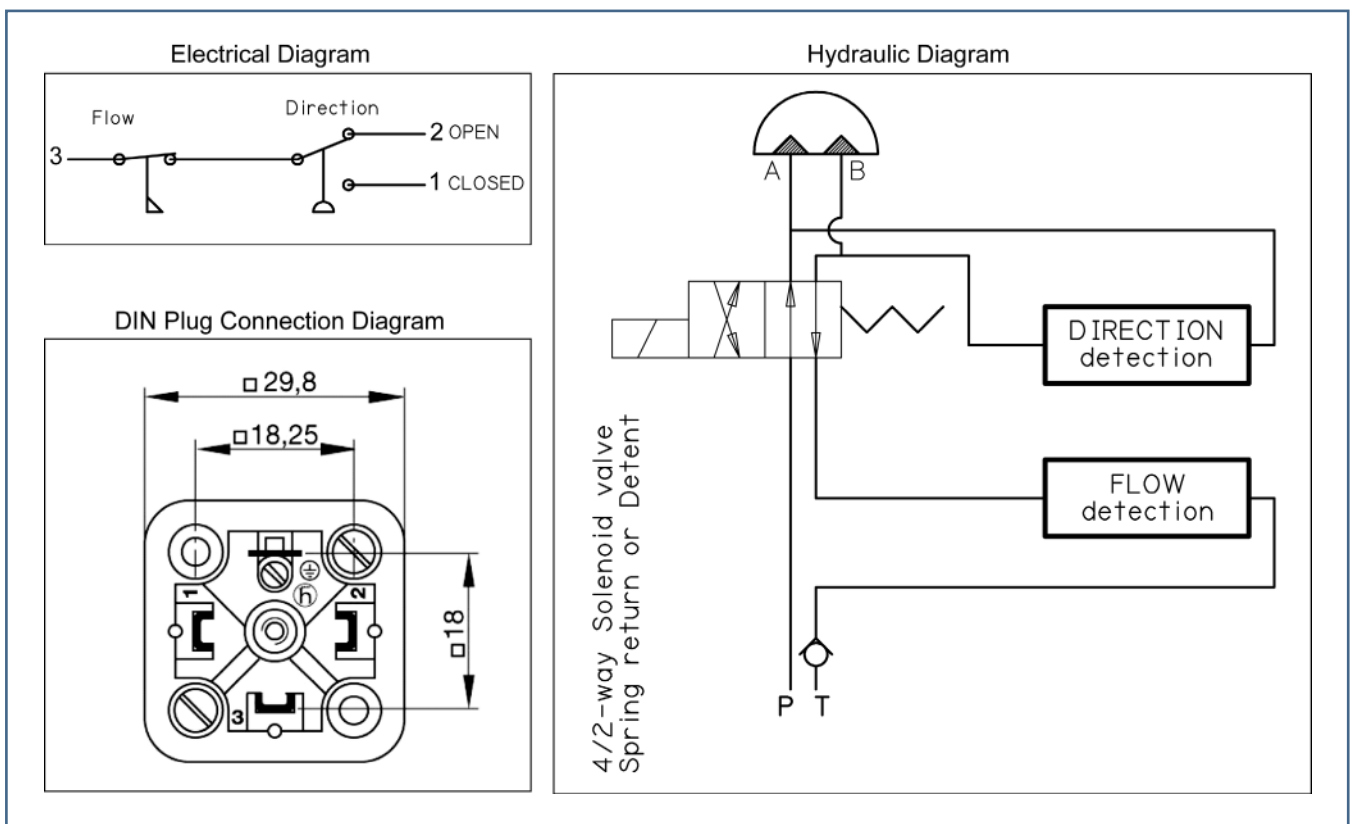 Electrical Diagram
Flow
Direction
3
2 OPEN
1 CLOSED
DIN Plug Connection Diagram
□ 29,8
□18,25
1
2
3
□18
Hydraulic Diagram
A
B
DIRECTION
detection
FLOW
detection
4/2-way Solenoid valve
Spring return or Detent
P T